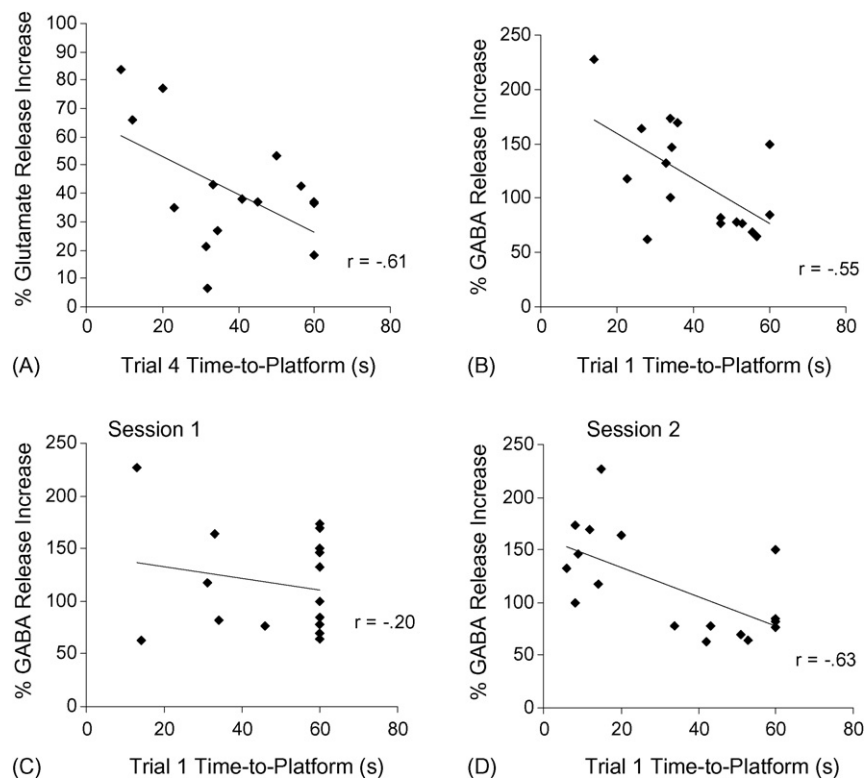 100
90
80
70
60
50
40
30
20
10
0
% Glutamate Release Increase
0 20 40 60 80
r = -.61
(A) Trial 4 Time-to-Platform (s)
250
200
150
100
50
0
% GABA Release Increase
0 20 40 60 80
r = -.55
(B) Trial 1 Time-to-Platform (s)
Session 1
250
200
150
100
50
0
% GABA Release Increase
0 20 40 60 80
r = -.20
(C) Trial 1 Time-to-Platform (s)
Session 2
250
200
150
100
50
0
% GABA Release Increase
0 20 40 60 80
r = -.63
(D) Trial 1 Time-to-Platform (s)